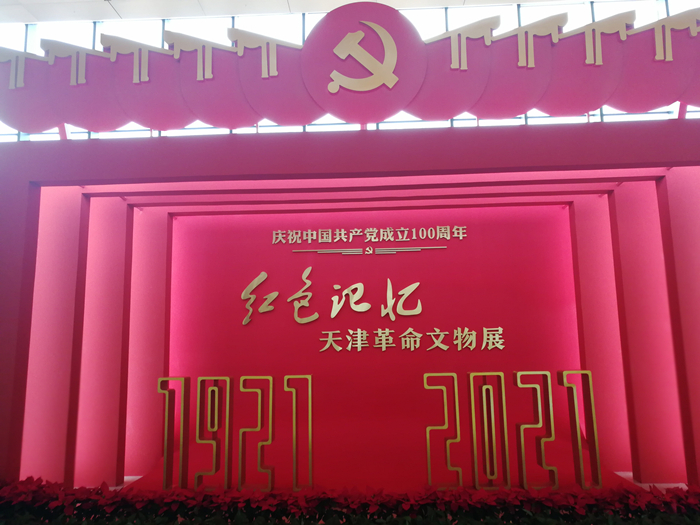 庆祝中国共产党成立100周年
红色记忆
天津革命文物展
1921 2021